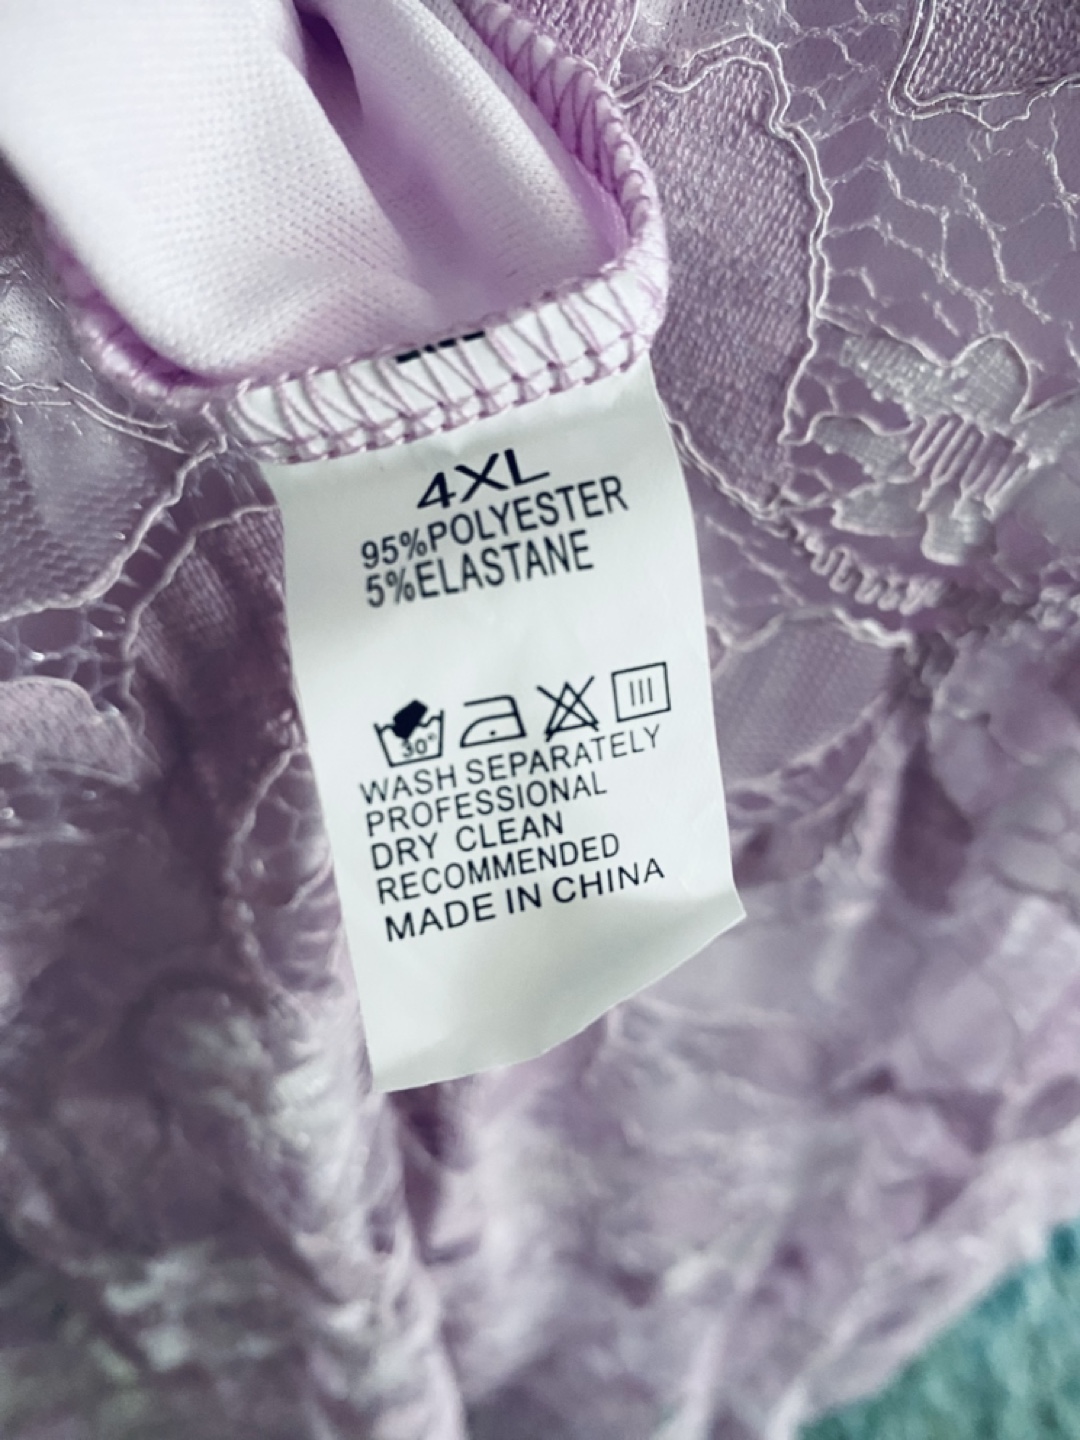 4XL
95%POLYESTER
5%ELASTANE
30°
WASH SEPARATELY
PROFESSIONAL
DRY CLEAN
RECOMMENDED
MADE IN CHINA